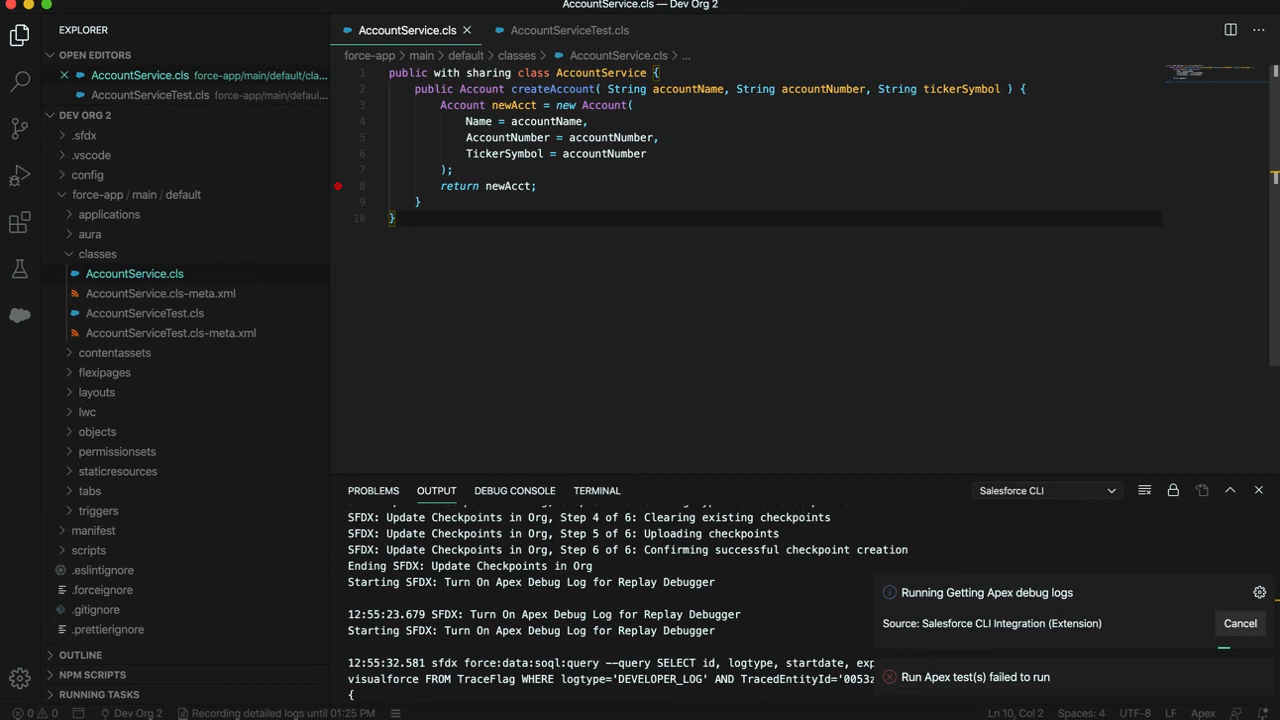 AccountService.cls — Dev Org 2
EXPLORER
OPEN EDITORS
AccountService.cls force-app/main/default/cla...
AccountServiceTest.cls force-app/main/defaul...
DEV ORG 2
.sfdx
.vscode
config
force-app / main / default
applications
aura
classes
AccountService.cls
AccountService.cls-meta.xml
AccountServiceTest.cls
AccountServiceTest.cls-meta.xml
contentassets
flexipages
layouts
lwc
objects
permissionsets
staticresources
tabs
triggers
manifest
scripts
.eslintignore
.forceignore
.gitignore
.prettierignore
OUTLINE
NPM SCRIPTS
RUNNING TASKS
AccountService.cls AccountServiceTest.cls
force-app > main > default > classes > AccountService.cls > ...
1 public with sharing class AccountService {
2 public Account createAccount( String accountName, String accountNumber, String tickerSymbol ) {
3 Account newAcct = new Account(
4 Name = accountName,
5 AccountNumber = accountNumber,
6 TickerSymbol = accountNumber
7 );
8 return newAcct;
9 }
10 }
PROBLEMS OUTPUT DEBUG CONSOLE TERMINAL Salesforce CLI
SFDX: Update Checkpoints in Org, Step 4 of 6: Clearing existing checkpoints
SFDX: Update Checkpoints in Org, Step 5 of 6: Uploading checkpoints
SFDX: Update Checkpoints in Org, Step 6 of 6: Confirming successful checkpoint creation
Ending SFDX: Update Checkpoints in Org
Starting SFDX: Turn On Apex Debug Log for Replay Debugger
12:55:23.679 SFDX: Turn On Apex Debug Log for Replay Debugger
Starting SFDX: Turn On Apex Debug Log for Replay Debugger
12:55:32.581 sfdx force:data:soql:query --query SELECT id, logtype, startdate, exp
visualforce FROM TraceFlag WHERE logtype='DEVELOPER_LOG' AND TracedEntityId='0053z
{
Running Getting Apex debug logs
Source: Salesforce CLI Integration (Extension) Cancel
Run Apex test(s) failed to run
0 0 Dev Org 2 Recording detailed logs until 01:25 PM Ln 10, Col 2 Spaces: 4 UTF-8 LF Apex